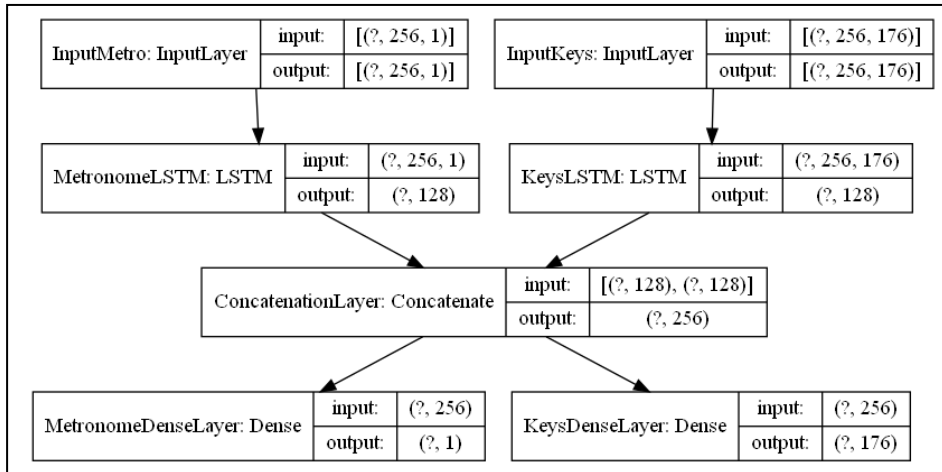 InputMetro: InputLayer
input: [(?, 256, 1)]
output: [(?, 256, 1)]
InputKeys: InputLayer
input: [(?, 256, 176)]
output: [(?, 256, 176)]
MetronomeLSTM: LSTM
input: (?, 256, 1)
output: (?, 128)
KeysLSTM: LSTM
input: (?, 256, 176)
output: (?, 128)
ConcatenationLayer: Concatenate
input: [(?, 128), (?, 128)]
output: (?, 256)
MetronomeDenseLayer: Dense
input: (?, 256)
output: (?, 1)
KeysDenseLayer: Dense
input: (?, 256)
output: (?, 176)